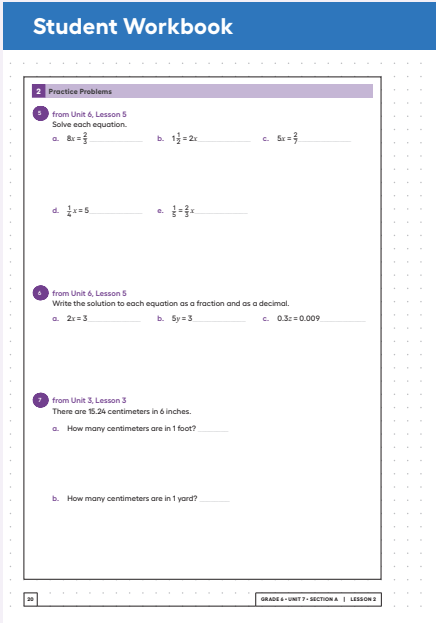 Student Workbook
2 Practice Problems
5 from Unit 6, Lesson 5
Solve each equation.
a. 8x = 2/3 b. 1 1/2 = 2x c. 5x = 2/7
d. 1/4 x = 5 e. 1/5 = 2/3 x
6 from Unit 6, Lesson 5
Write the solution to each equation as a fraction and as a decimal.
a. 2x = 3 b. 5y = 3 c. 0.3z = 0.009
7 from Unit 3, Lesson 3
There are 15.24 centimeters in 6 inches.
a. How many centimeters are in 1 foot?
b. How many centimeters are in 1 yard?
20 GRADE 6 • UNIT 7 • SECTION A | LESSON 2